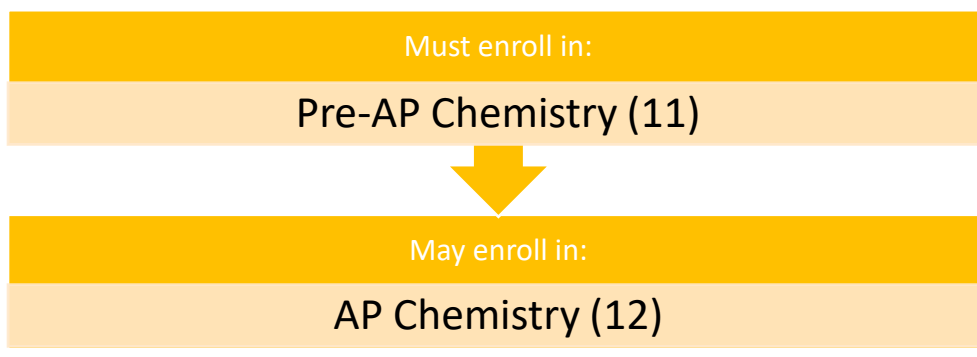 Must enroll in:
Pre-AP Chemistry (11)
May enroll in:
AP Chemistry (12)